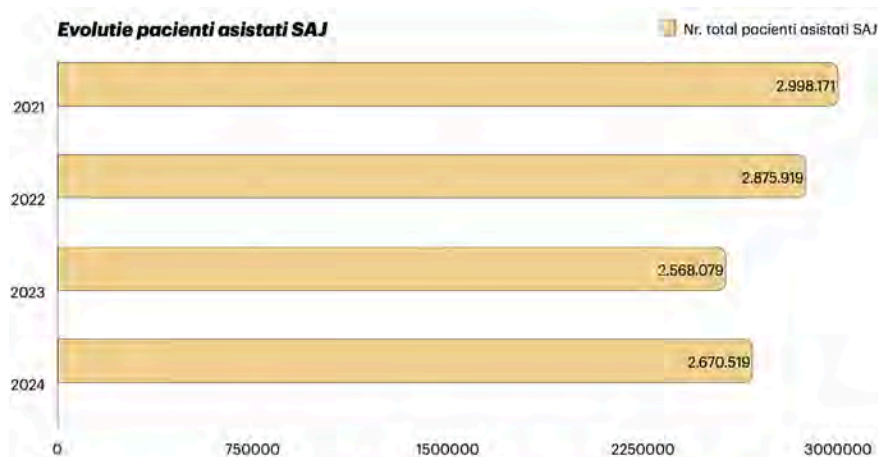 Evolutie pacienti asistati SAJ
Nr. total pacienti asistati SAJ
2021
2.998.171
2022
2.875.919
2023
2.568.079
2024
2.670.519
0 750000 1500000 2250000 3000000